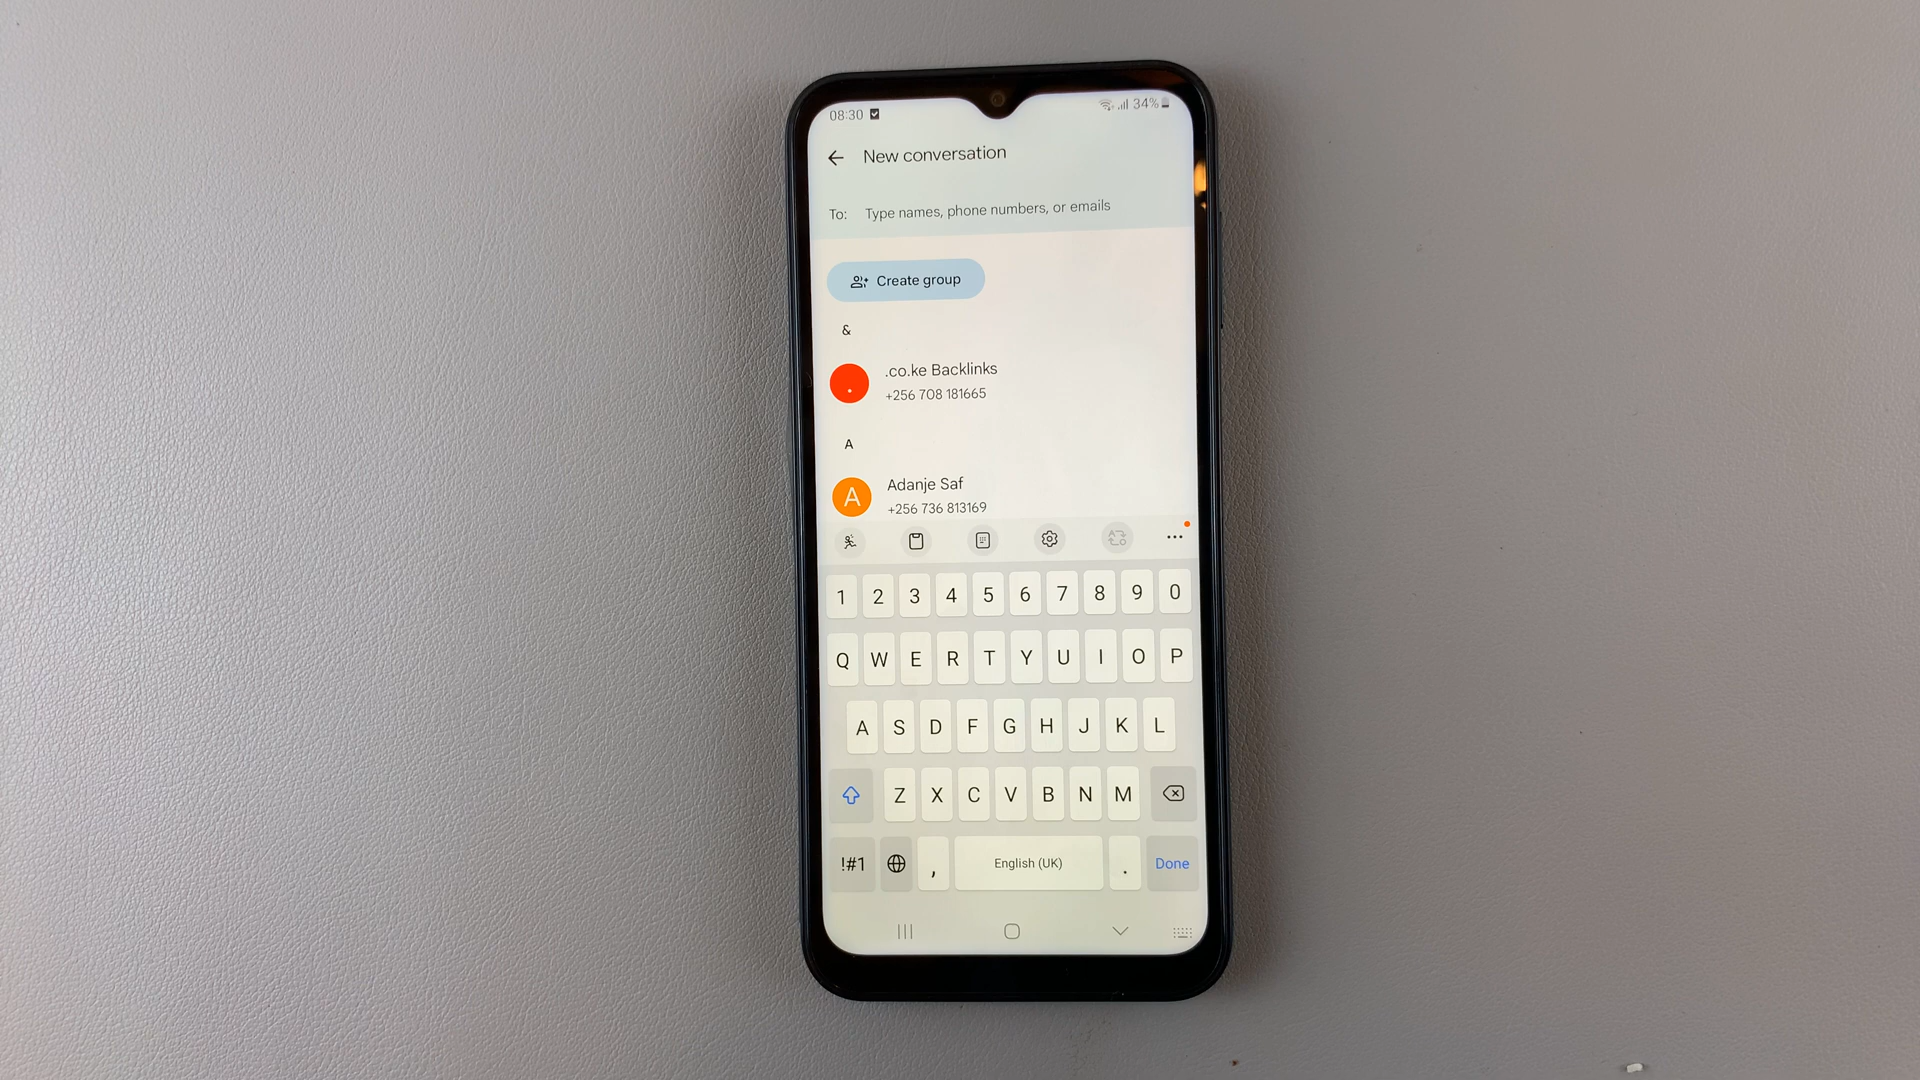 08:30 34%
New conversation
To: Type names, phone numbers, or emails
Create group
&
.co.ke Backlinks
. +256 708 181665
A
Adanje Saf
A +256 736 813169
1 2 3 4 5 6 7 8 9 0
Q W E R T Y U I O P
A S D F G H J K L
Z X C V B N M
!#1 , English (UK) . Done